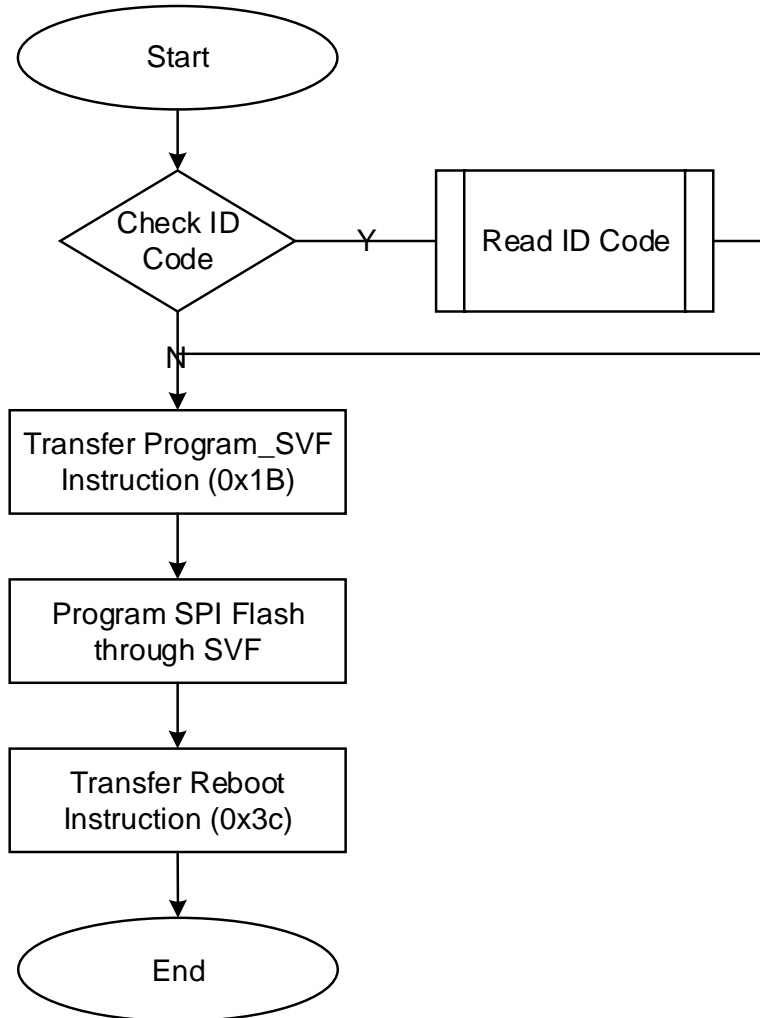 Start
Check ID
Code
Y
Read ID Code
N
Transfer Program_SVF
Instruction (0x1B)
Program SPI Flash
through SVF
Transfer Reboot
Instruction (0x3c)
End